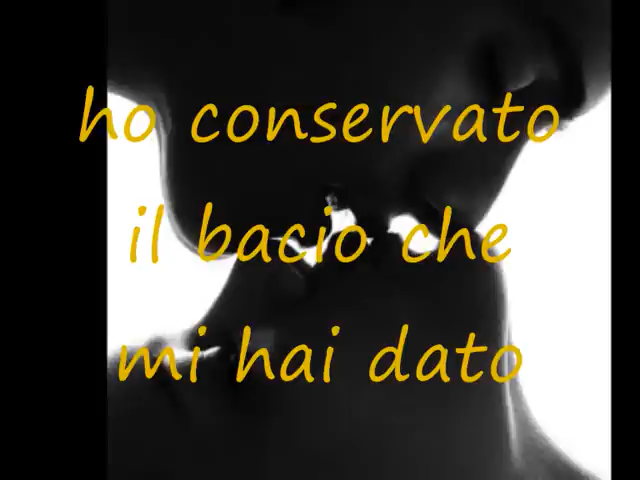 ho conservato
il bacio che
mi hai dato